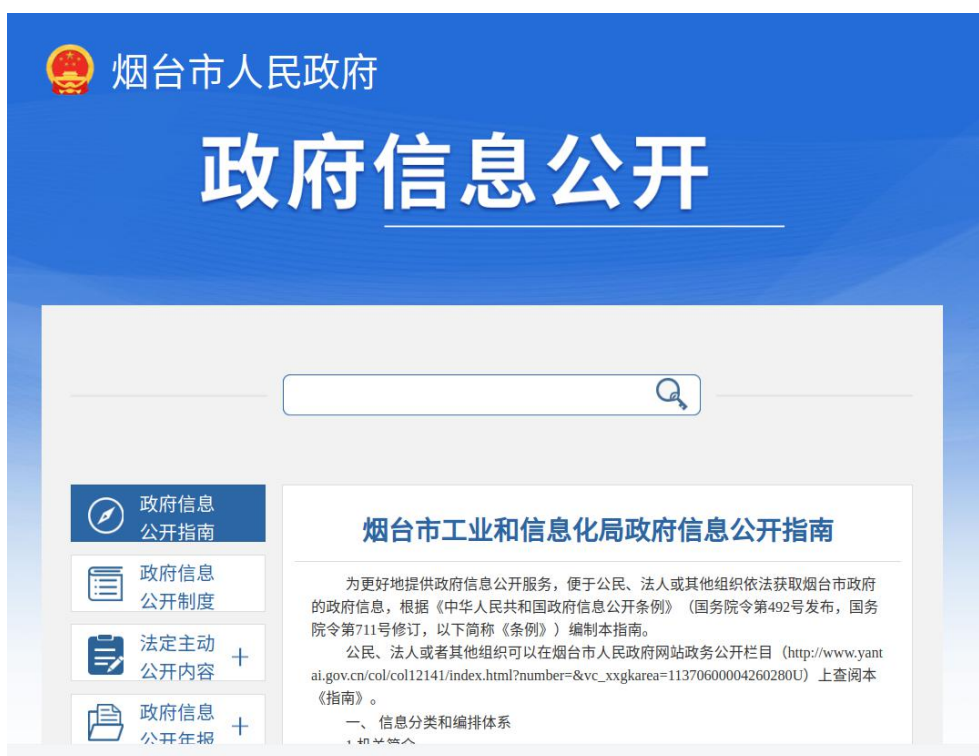 烟台市人民政府
政府信息公开
政府信息
公开指南
政府信息
公开制度
法定主动
公开内容
政府信息
公开年报
烟台市工业和信息化局政府信息公开指南
为更好地提供政府信息公开服务，便于公民、法人或其他组织依法获取烟台市政府
的政府信息，根据《中华人民共和国政府信息公开条例》（国务院令第492号发布，国务
院令第711号修订，以下简称《条例》）编制本指南。
公民、法人或者其他组织可以在烟台市人民政府网站政务公开栏目（http://www.yant
ai.gov.cn/col/col12141/index.html?number=&vc_xxgkarea=11370600004260280U）上查阅本
《指南》。
一、 信息分类和编排体系
1.机关简介